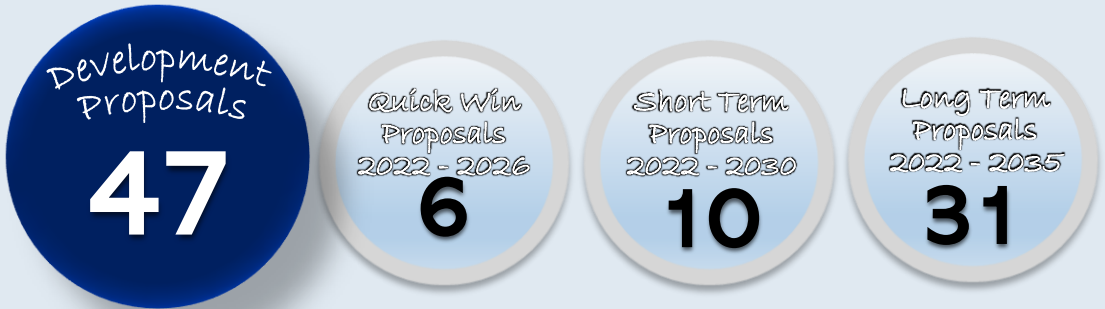 Development
Proposals
47
Quick Win
Proposals
2022 - 2026
6
Short Term
Proposals
2022 - 2030
10
Long Term
Proposals
2022 - 2035
31